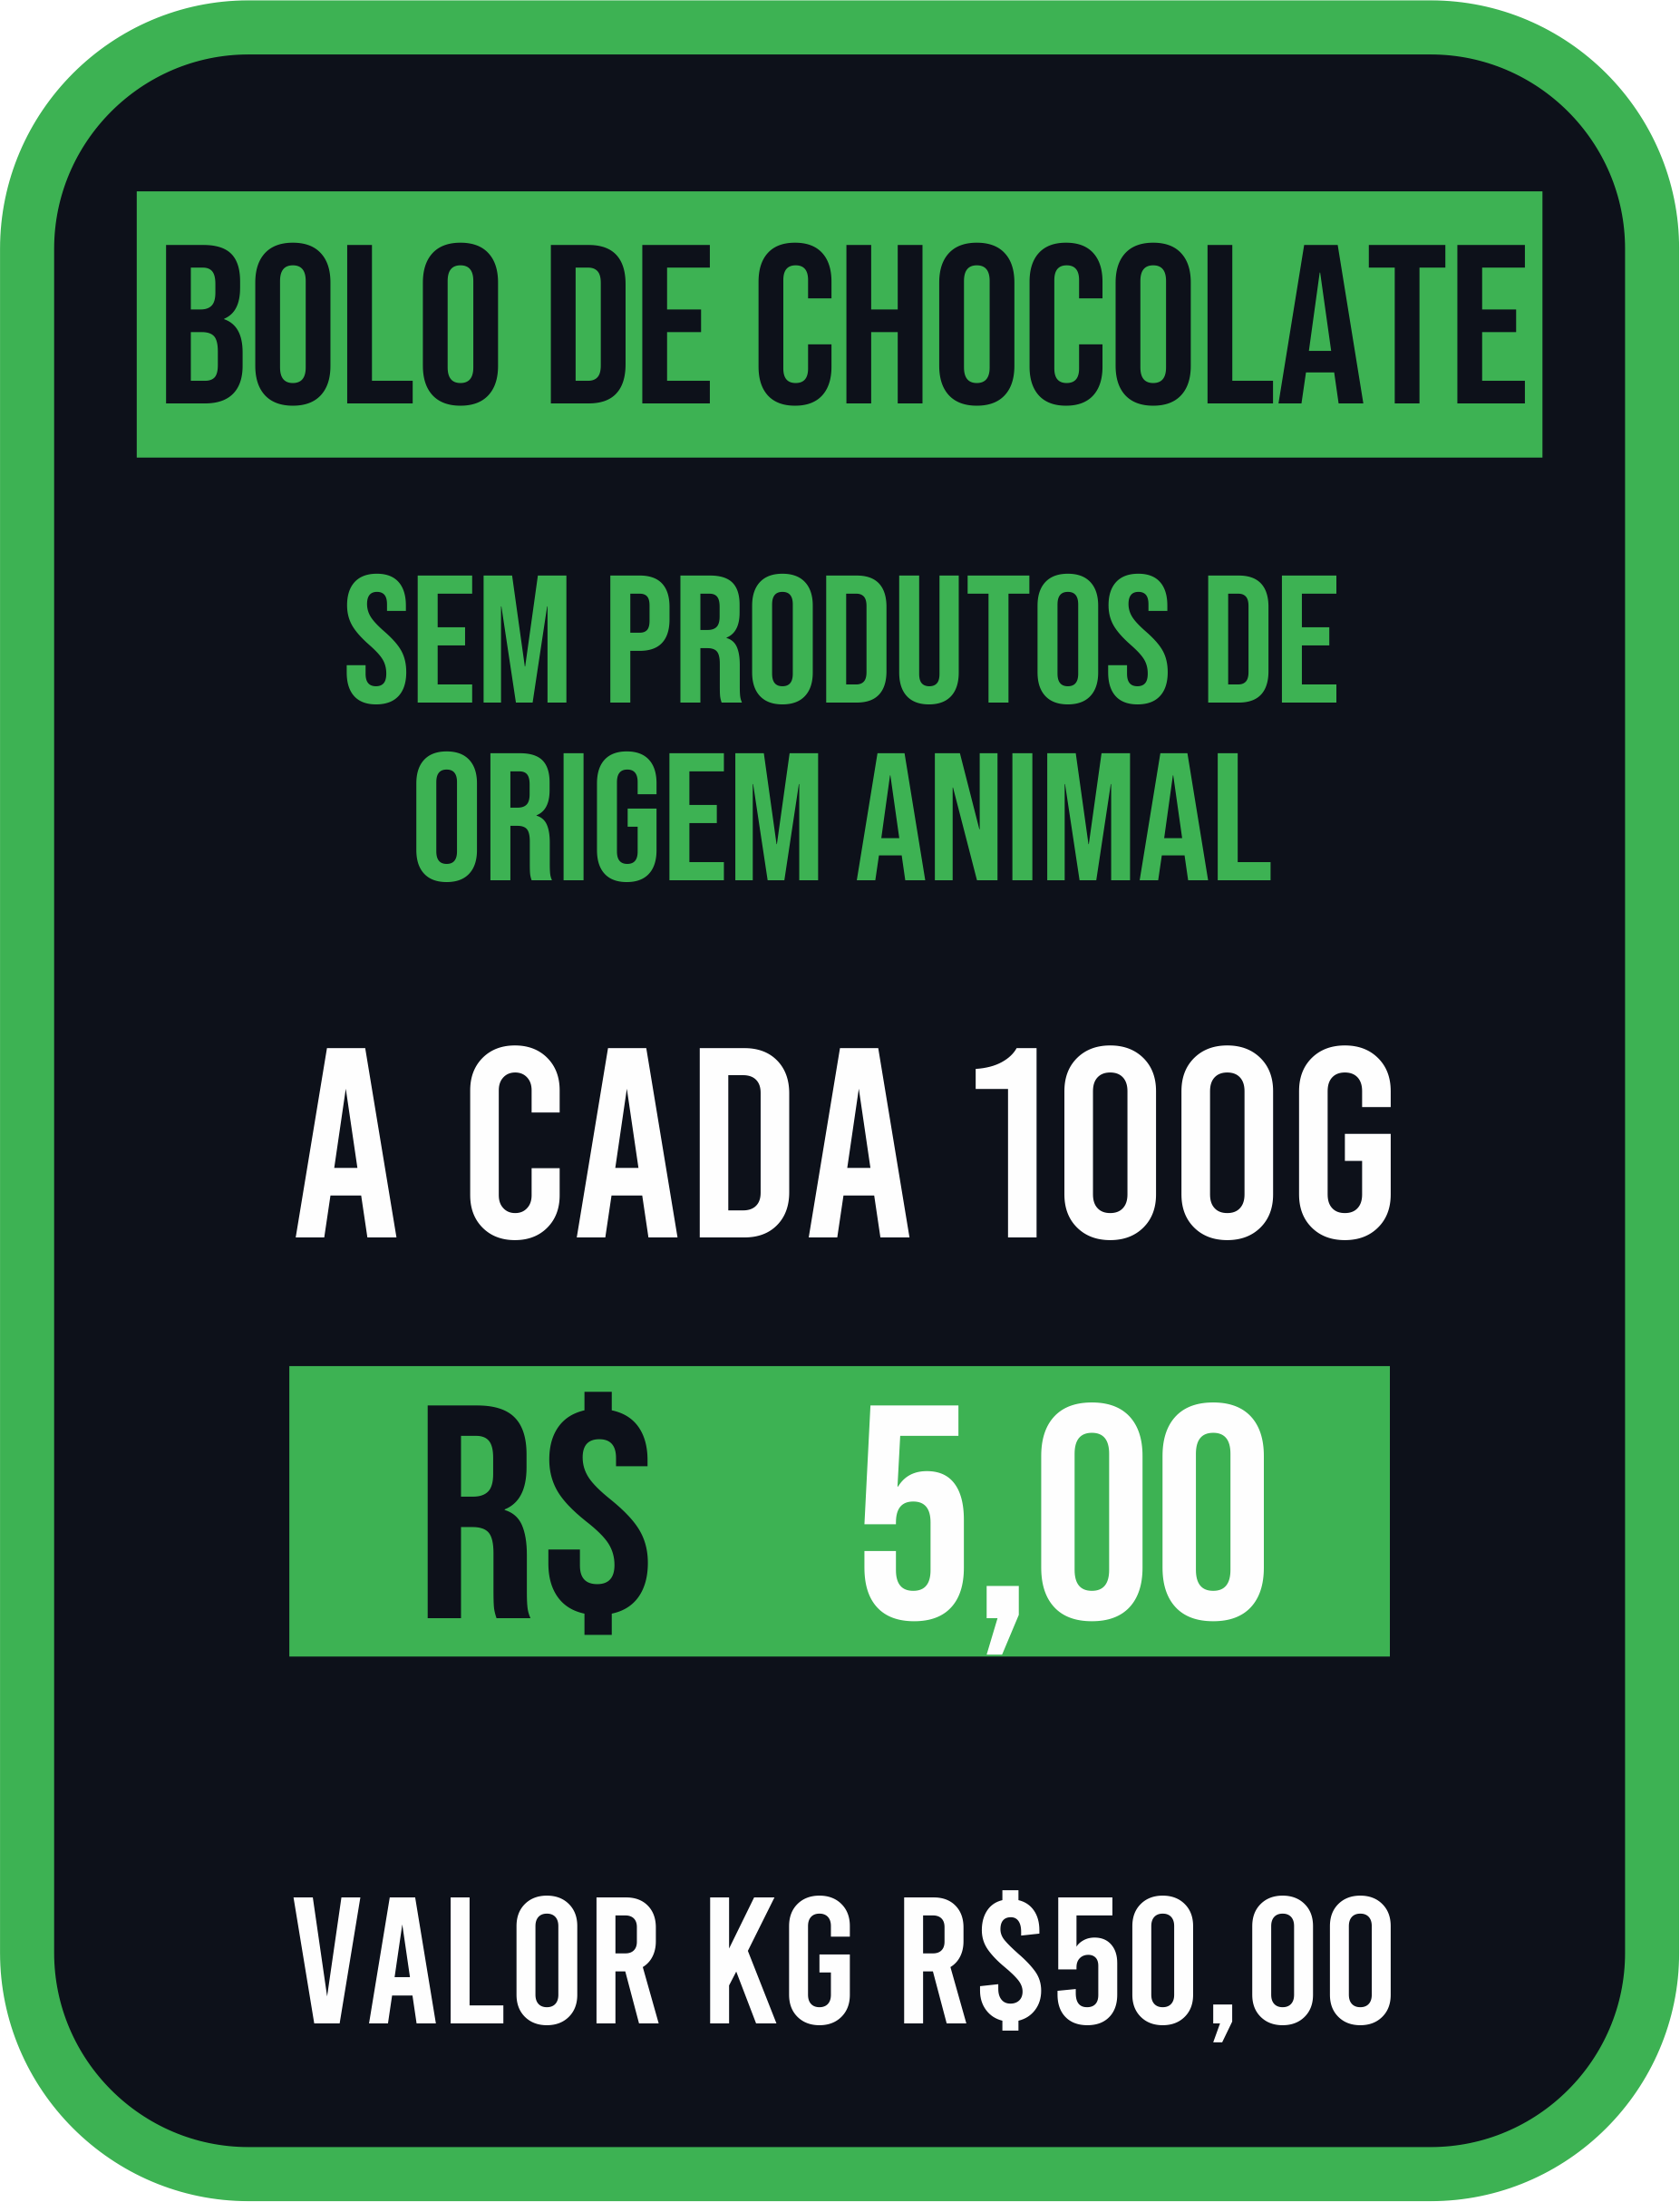 BOLO DE CHOCOLATE
SEM PRODUTOS DE
ORIGEM ANIMAL
A CADA 100G
R$ 5,00
VALOR KG R$50,00